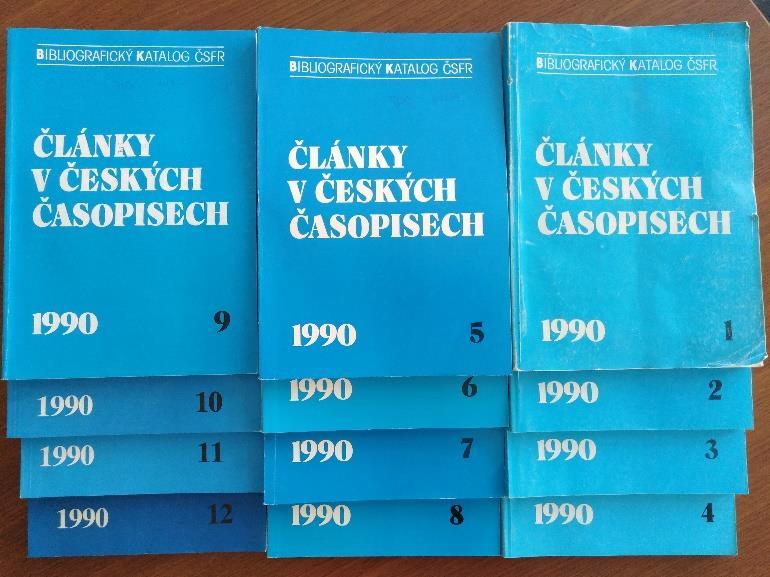 BIBLIOGRAFICKÝ KATALOG ČSFR
ČLÁNKY
V ČESKÝCH
ČASOPISECH
1990 9
1990 10
1990 11
1990 12
BIBLIOGRAFICKÝ KATALOG ČSFR
ČLÁNKY
V ČESKÝCH
ČASOPISECH
1990 5
1990 6
1990 7
1990 8
BIBLIOGRAFICKÝ KATALOG ČSFR
ČLÁNKY
V ČESKÝCH
ČASOPISECH
1990 1
1990 2
1990 3
1990 4